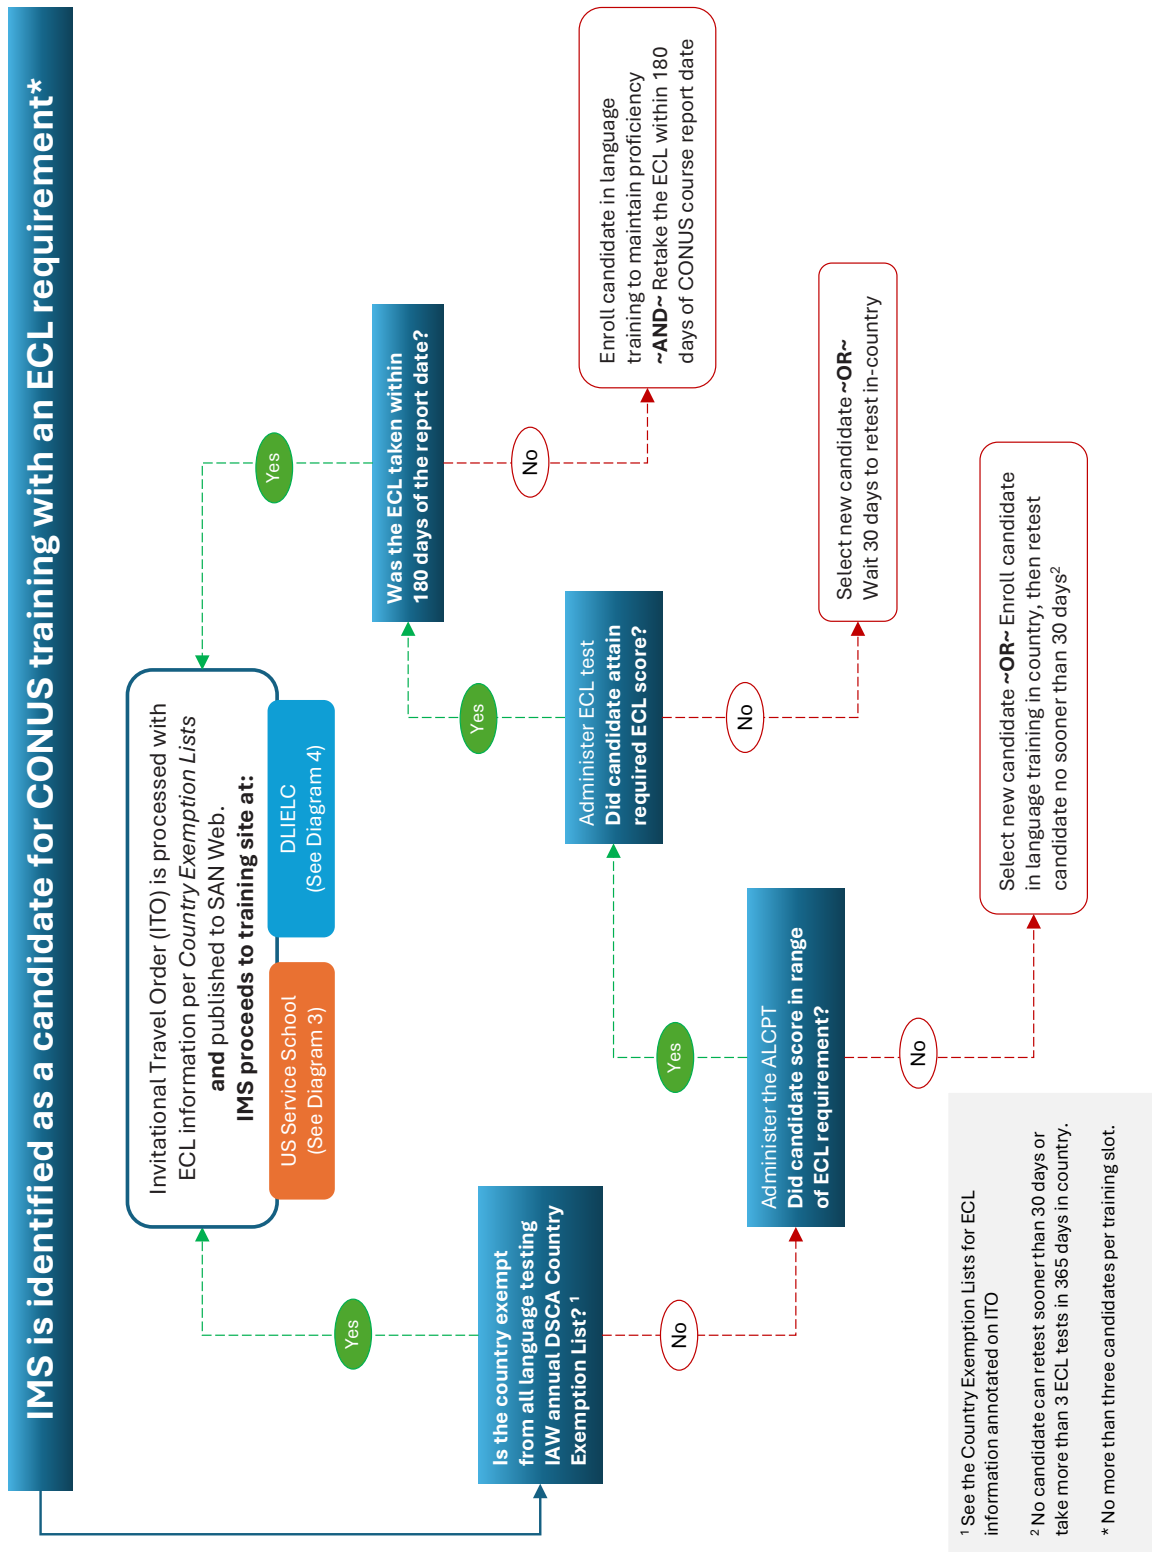 IMS is identified as a candidate for CONUS training with an ECL requirement*
Invitational Travel Order (ITO) is processed with
ECL information per Country Exemption Lists
and published to SAN Web.
IMS proceeds to training site at:
US Service School
(See Diagram 3)
DLIELC
(See Diagram 4)
Yes
Yes
Is the country exempt
from all language testing
IAW annual DSCA Country
Exemption List? 1
No
Administer the ALCPT
Did candidate score in range
of ECL requirement?
Yes
No
Administer ECL test
Did candidate attain
required ECL score?
Yes
No
Was the ECL taken within
180 days of the report date?
No
Enroll candidate in language
training to maintain proficiency
~AND~ Retake the ECL within 180
days of CONUS course report date
Select new candidate ~OR~
Wait 30 days to retest in-country
Select new candidate ~OR~ Enroll candidate
in language training in country, then retest
candidate no sooner than 30 days2
1 See the Country Exemption Lists for ECL
information annotated on ITO
2 No candidate can retest sooner than 30 days or
take more than 3 ECL tests in 365 days in country.
* No more than three candidates per training slot.